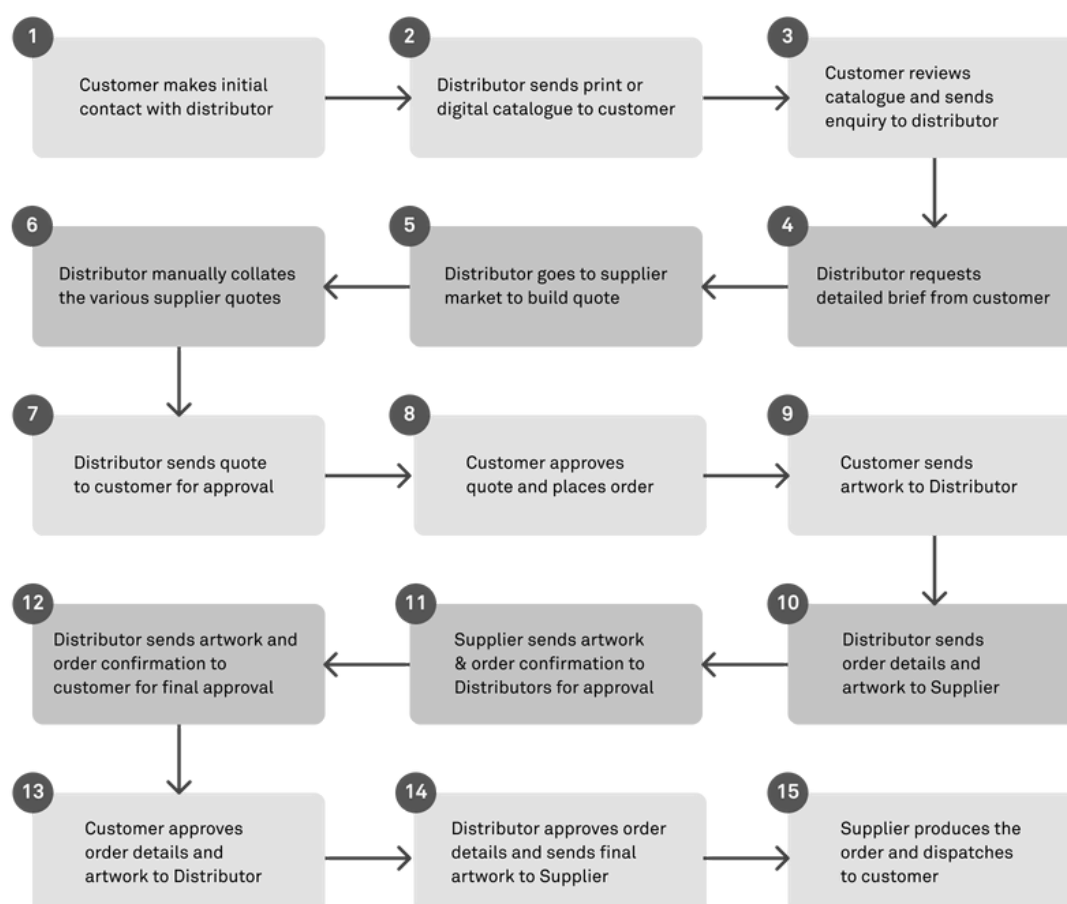 1
Customer makes initial
contact with distributor
2
Distributor sends print or
digital catalogue to customer
3
Customer reviews
catalogue and sends
enquiry to distributor
4
Distributor requests
detailed brief from customer
5
Distributor goes to supplier
market to build quote
6
Distributor manually collates
the various supplier quotes
7
Distributor sends quote
to customer for approval
8
Customer approves
quote and places order
9
Customer sends
artwork to Distributor
10
Distributor sends
order details and
artwork to Supplier
11
Supplier sends artwork
& order confirmation to
Distributors for approval
12
Distributor sends artwork and
order confirmation to
customer for final approval
13
Customer approves
order details and
artwork to Distributor
14
Distributor approves order
details and sends final
artwork to Supplier
15
Supplier produces the
order and dispatches
to customer